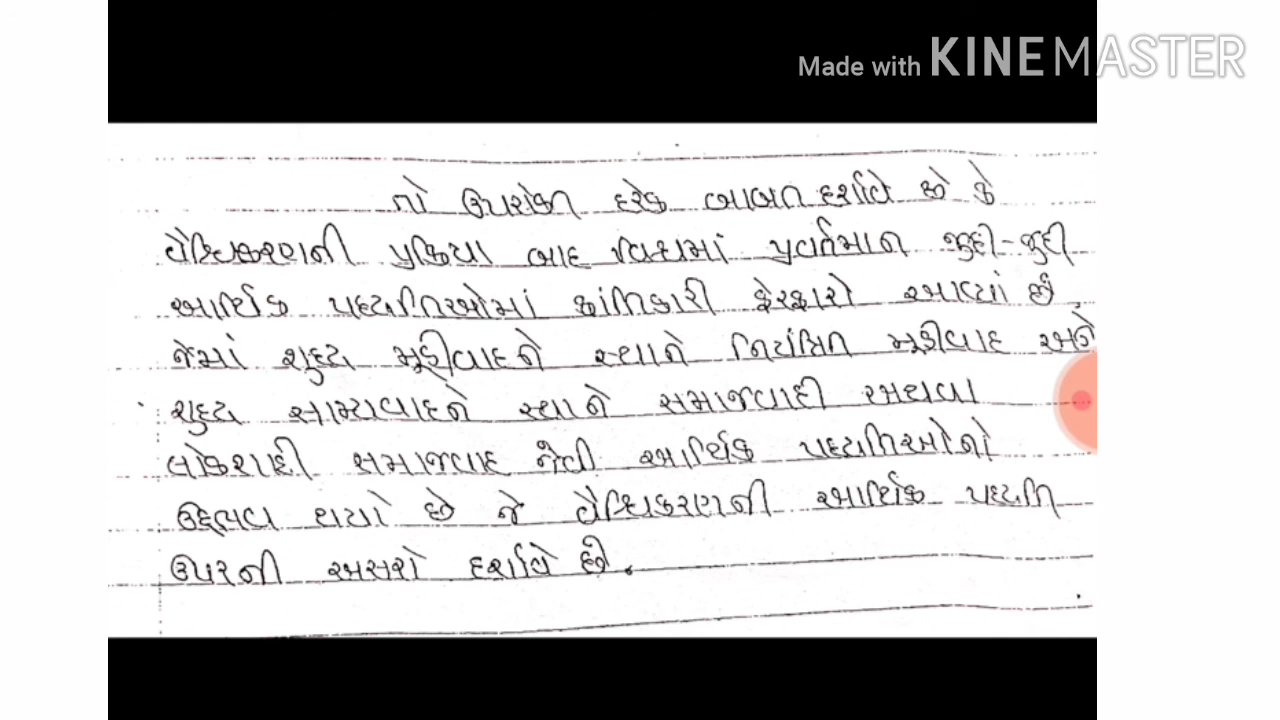 Made with KINEMASTER
તો ઉપરોક્ત દરેક બાબત દર્શાવે છે કે
વૈશ્વિકરણની પ્રક્રિયા બાદ વિશ્વમાં પ્રવર્તમાન જુદી-જુદી
આર્થિક પદ્ધતિઓમાં ક્રાંતિકારી ફેરફારો આવ્યાં છે,
જેમાં શુદ્ધ મૂડીવાદને સ્થાને નિયંત્રિત મૂડીવાદ અને
શુદ્ધ સામ્યવાદને સ્થાને સમાજવાદી અથવા
લોકશાહી સમાજવાદ જેવી આર્થિક પદ્ધતિઓનો
ઉદ્દભવ થયો છે જે વૈશ્વિકરણની આર્થિક પદ્ધતિ
ઉપરની અસરો દર્શાવે છે.